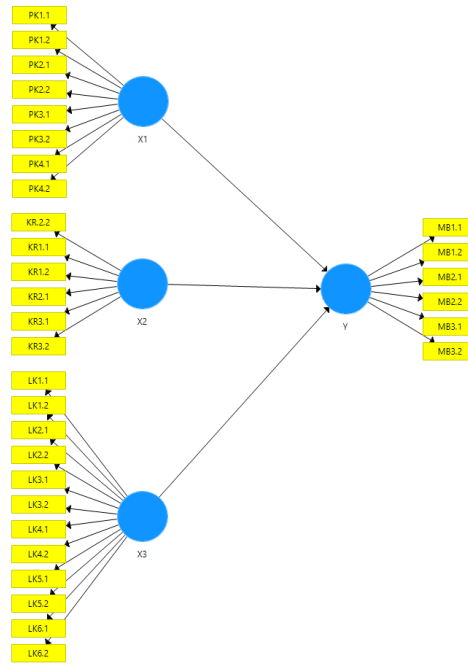 PK1.1
PK1.2
PK2.1
PK2.2
PK3.1
PK3.2
PK4.1
PK4.2
X1
KR.2.2
KR1.1
KR1.2
KR2.1
KR3.1
KR3.2
X2
LK1.1
LK1.2
LK2.1
LK2.2
LK3.1
LK3.2
LK4.1
LK4.2
LK5.1
LK5.2
LK6.1
LK6.2
X3
Y
MB1.1
MB1.2
MB2.1
MB2.2
MB3.1
MB3.2